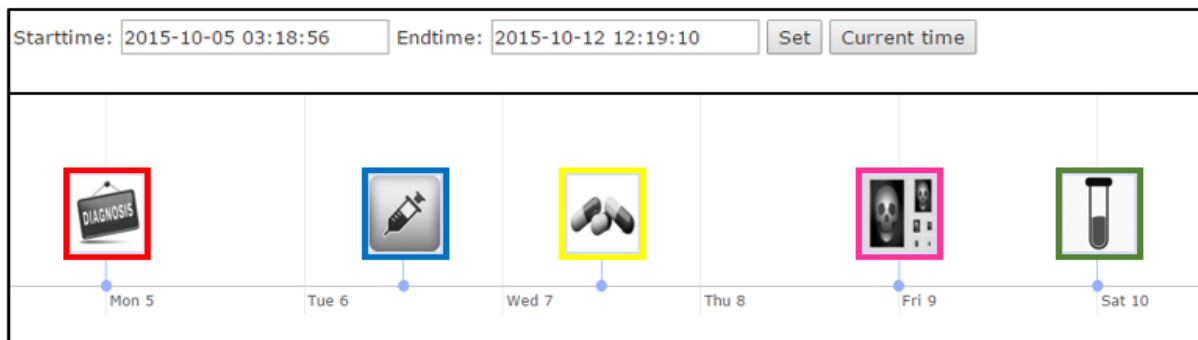 Starttime: 2015-10-05 03:18:56 Endtime: 2015-10-12 12:19:10 Set Current time
DIAGNOSIS
Mon 5 Tue 6 Wed 7 Thu 8 Fri 9 Sat 10